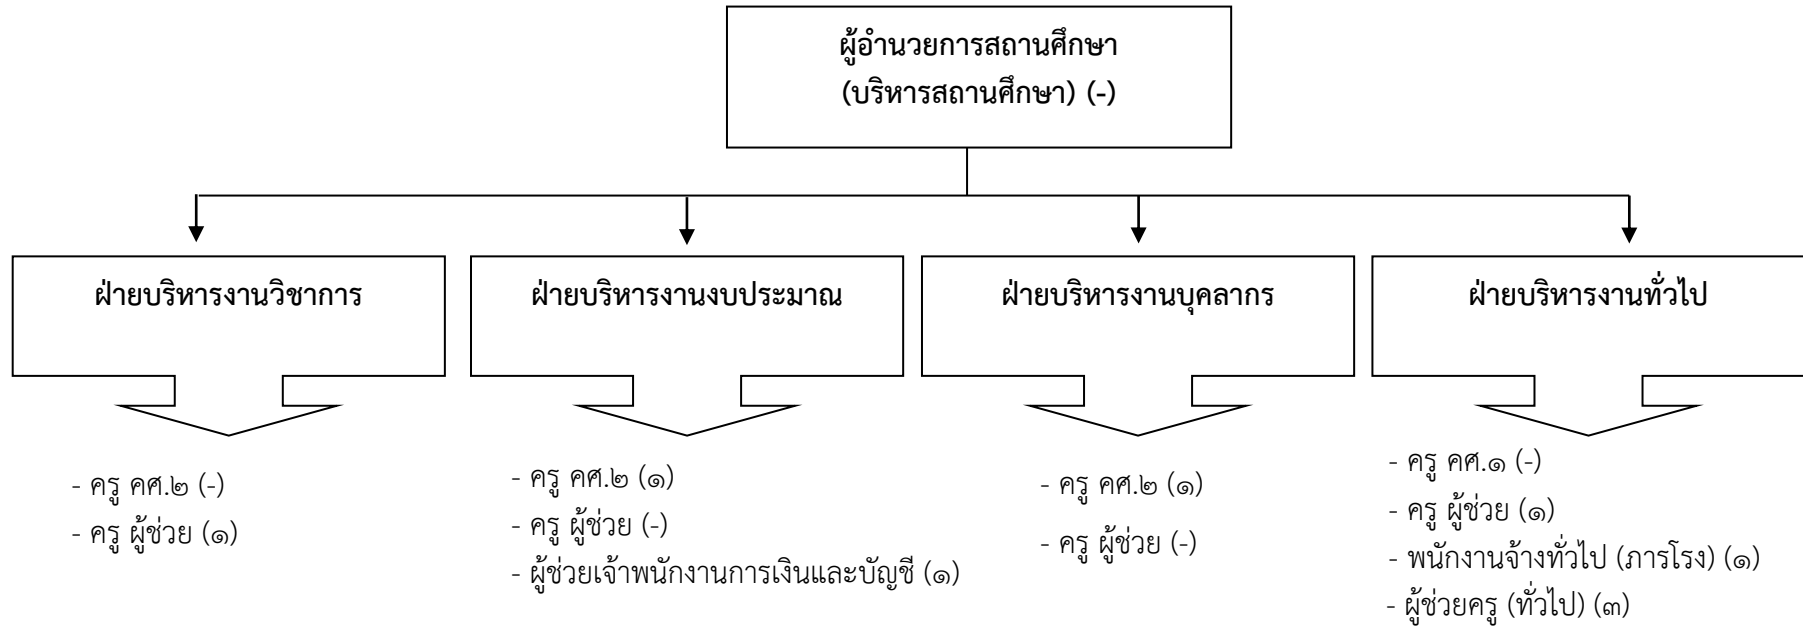 ผู้อำนวยการสถานศึกษา
(บริหารสถานศึกษา) (-)
ฝ่ายบริหารงานวิชาการ
- ครู คศ.๒ (-)
- ครู ผู้ช่วย (๑)
ฝ่ายบริหารงานงบประมาณ
- ครู คศ.๒ (๑)
- ครู ผู้ช่วย (-)
- ผู้ช่วยเจ้าพนักงานการเงินและบัญชี (๑)
ฝ่ายบริหารงานบุคลากร
- ครู คศ.๒ (๑)
- ครู ผู้ช่วย (-)
ฝ่ายบริหารงานทั่วไป
- ครู คศ.๑ (-)
- ครู ผู้ช่วย (๑)
- พนักงานจ้างทั่วไป (ภารโรง) (๑)
- ผู้ช่วยครู (ทั่วไป) (๓)